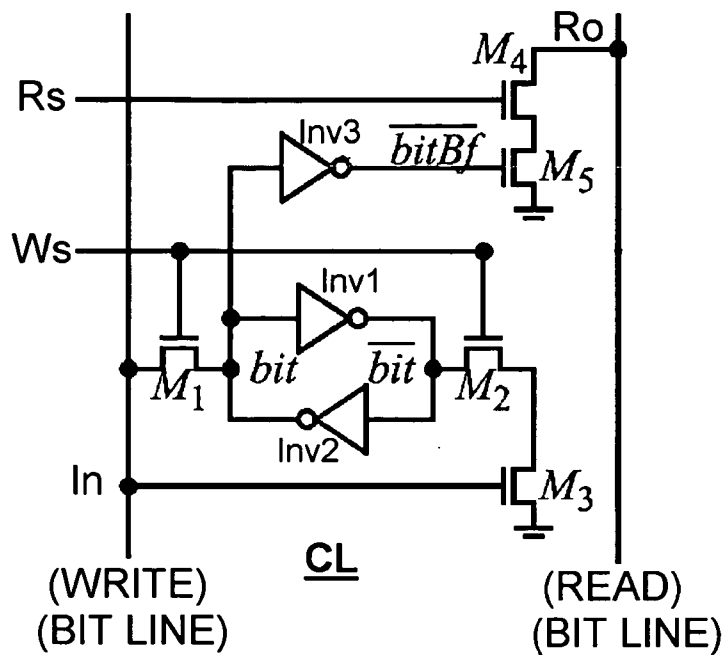 Ro
M4
Rs
Inv3
bitBf
M5
Ws
Inv1
bit
bit
M1
M2
Inv2
In
M3
CL
(WRITE)
(BIT LINE)
(READ)
(BIT LINE)